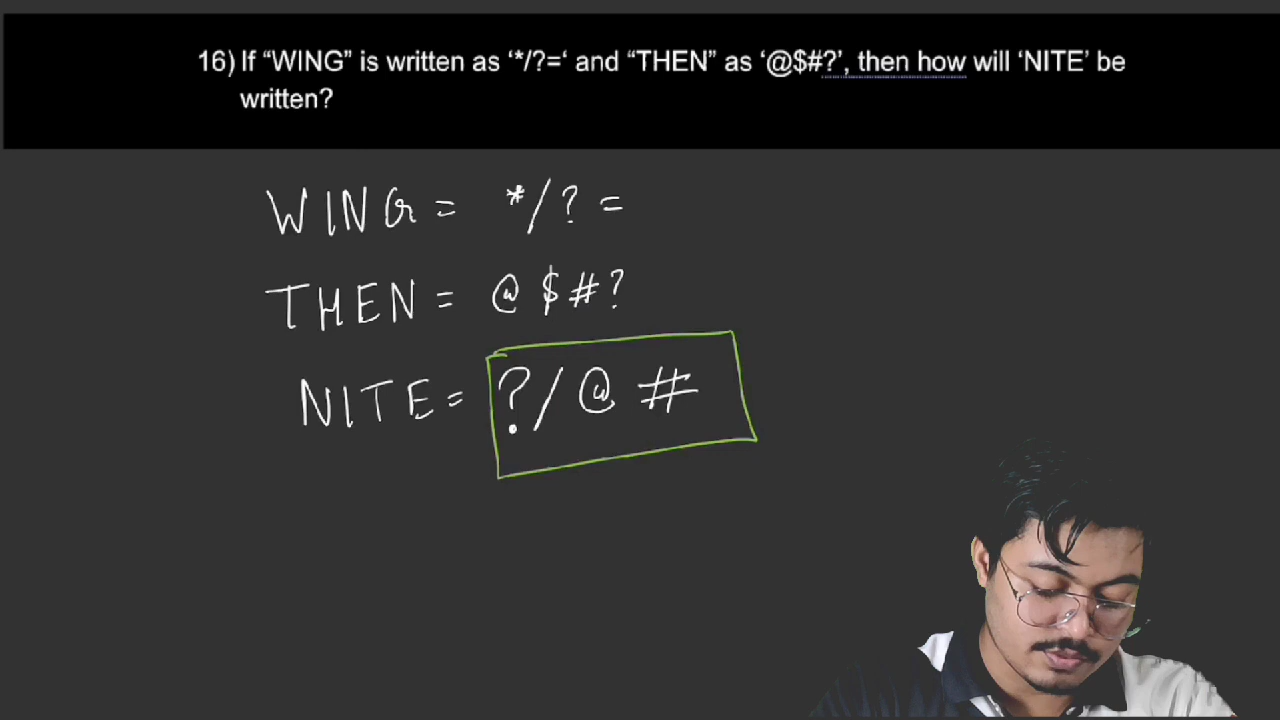 16) If “WING” is written as ‘*/?=‘ and “THEN” as ‘@$#?’, then how will ‘NITE’ be
written?
WING = */?=
THEN = @$#?
NITE = ?/@#